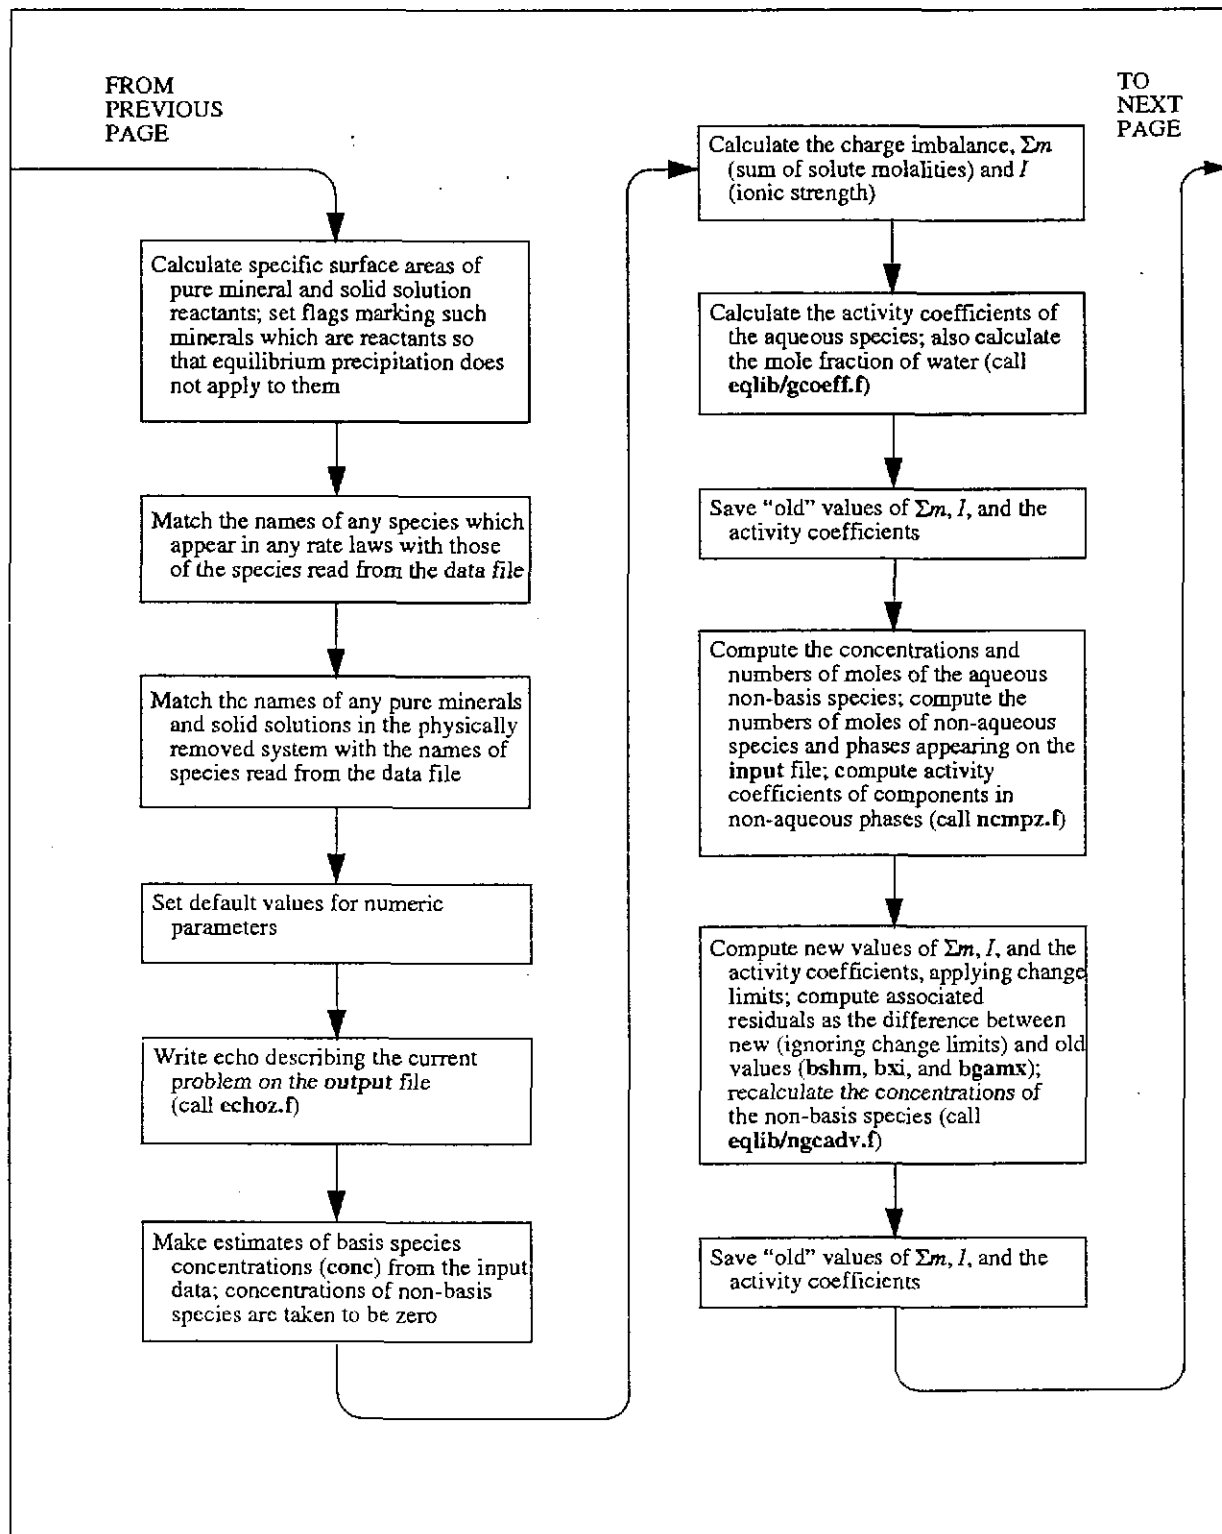 FROM
PREVIOUS
PAGE
Calculate specific surface areas of
pure mineral and solid solution
reactants; set flags marking such
minerals which are reactants so
that equilibrium precipitation does
not apply to them
Match the names of any species which
appear in any rate laws with those
of the species read from the data file
Match the names of any pure minerals
and solid solutions in the physically
removed system with the names of
species read from the data file
Set default values for numeric
parameters
Write echo describing the current
problem on the output file
(call echoz.f)
Make estimates of basis species
concentrations (conc) from the input
data; concentrations of non-basis
species are taken to be zero
Calculate the charge imbalance, Σm
(sum of solute molalities) and I
(ionic strength)
Calculate the activity coefficients of
the aqueous species; also calculate
the mole fraction of water (call
eqlib/gcoeff.f)
Save “old” values of Σm, I, and the
activity coefficients
Compute the concentrations and
numbers of moles of the aqueous
non-basis species; compute the
numbers of moles of non-aqueous
species and phases appearing on the
input file; compute activity
coefficients of components in
non-aqueous phases (call ncmpz.f)
Compute new values of Σm, I, and the
activity coefficients, applying change
limits; compute associated
residuals as the difference between
new (ignoring change limits) and old
values (bshm, bxi, and bgamx);
recalculate the concentrations of
the non-basis species (call
eqlib/ngcadv.f)
Save “old” values of Σm, I, and the
activity coefficients
TO
NEXT
PAGE